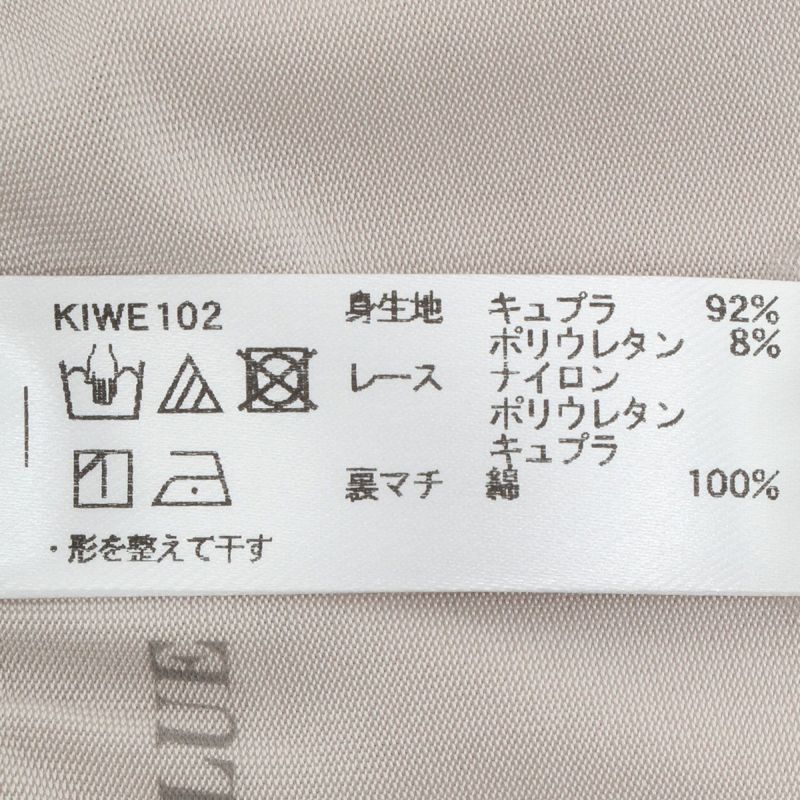 KIWE102
身生地 キュプラ 92%
ポリウレタン 8%
レース ナイロン
ポリウレタン
キュプラ
裏マチ 綿 100%
・形を整えて干す
LUE